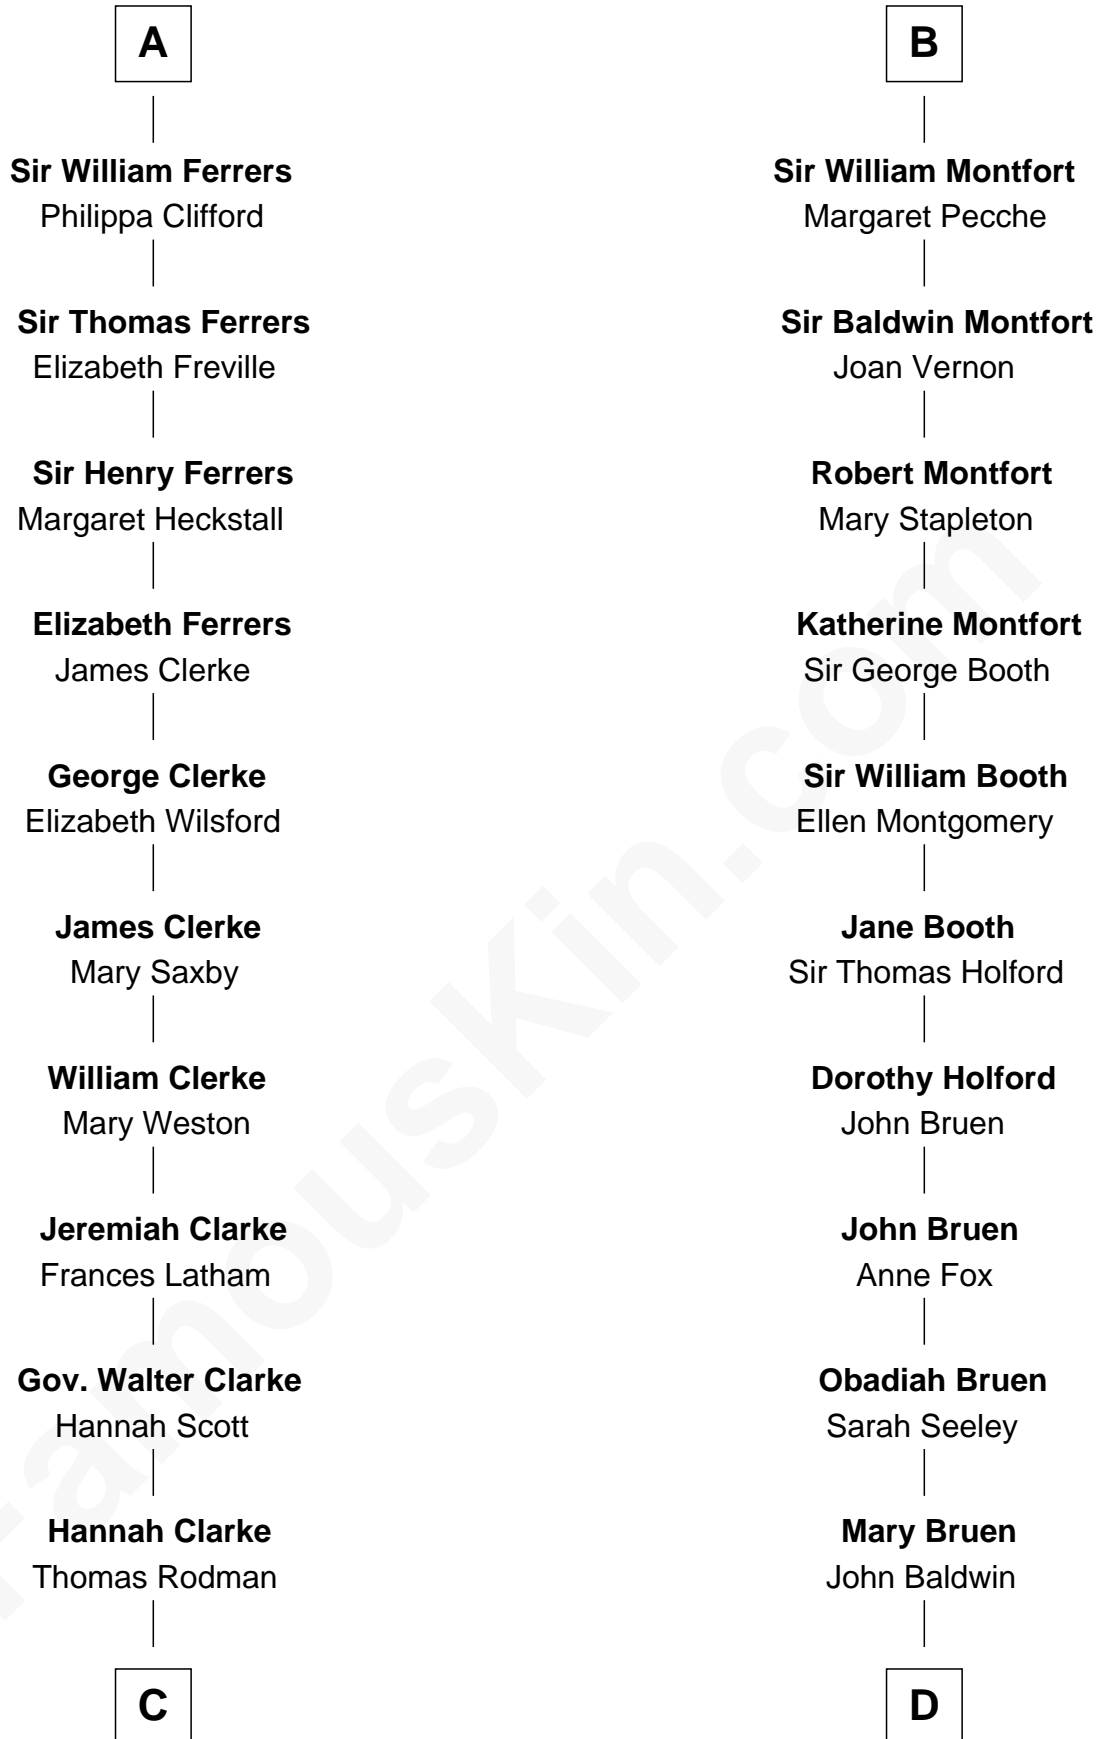 A
Sir William Ferrers
Philippa Clifford
Sir Thomas Ferrers
Elizabeth Freville
Sir Henry Ferrers
Margaret Heckstall
Elizabeth Ferrers
James Clerke
George Clerke
Elizabeth Wilsford
James Clerke
Mary Saxby
William Clerke
Mary Weston
Jeremiah Clarke
Frances Latham
Gov. Walter Clarke
Hannah Scott
Hannah Clarke
Thomas Rodman
C
B
Sir William Montfort
Margaret Pecche
Sir Baldwin Montfort
Joan Vernon
Robert Montfort
Mary Stapleton
Katherine Montfort
Sir George Booth
Sir William Booth
Ellen Montgomery
Jane Booth
Sir Thomas Holford
Dorothy Holford
John Bruen
John Bruen
Anne Fox
Obadiah Bruen
Sarah Seeley
Mary Bruen
John Baldwin
D
FamousKin.com